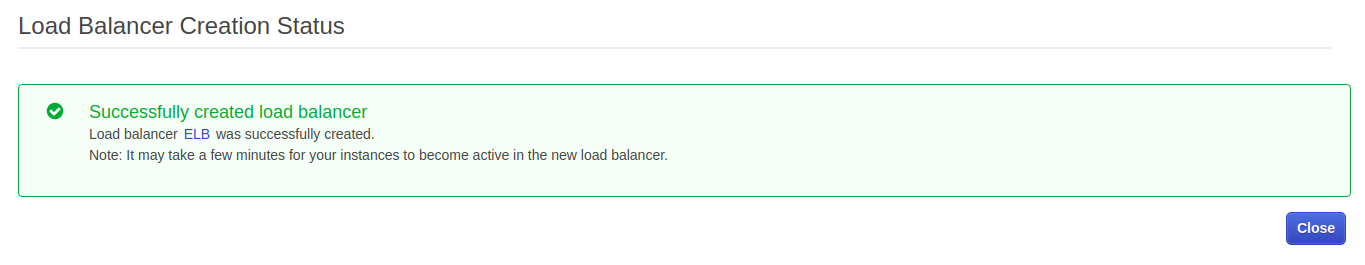 Load Balancer Creation Status
Successfully created load balancer
Load balancer ELB was successfully created.
Note: It may take a few minutes for your instances to become active in the new load balancer.
Close